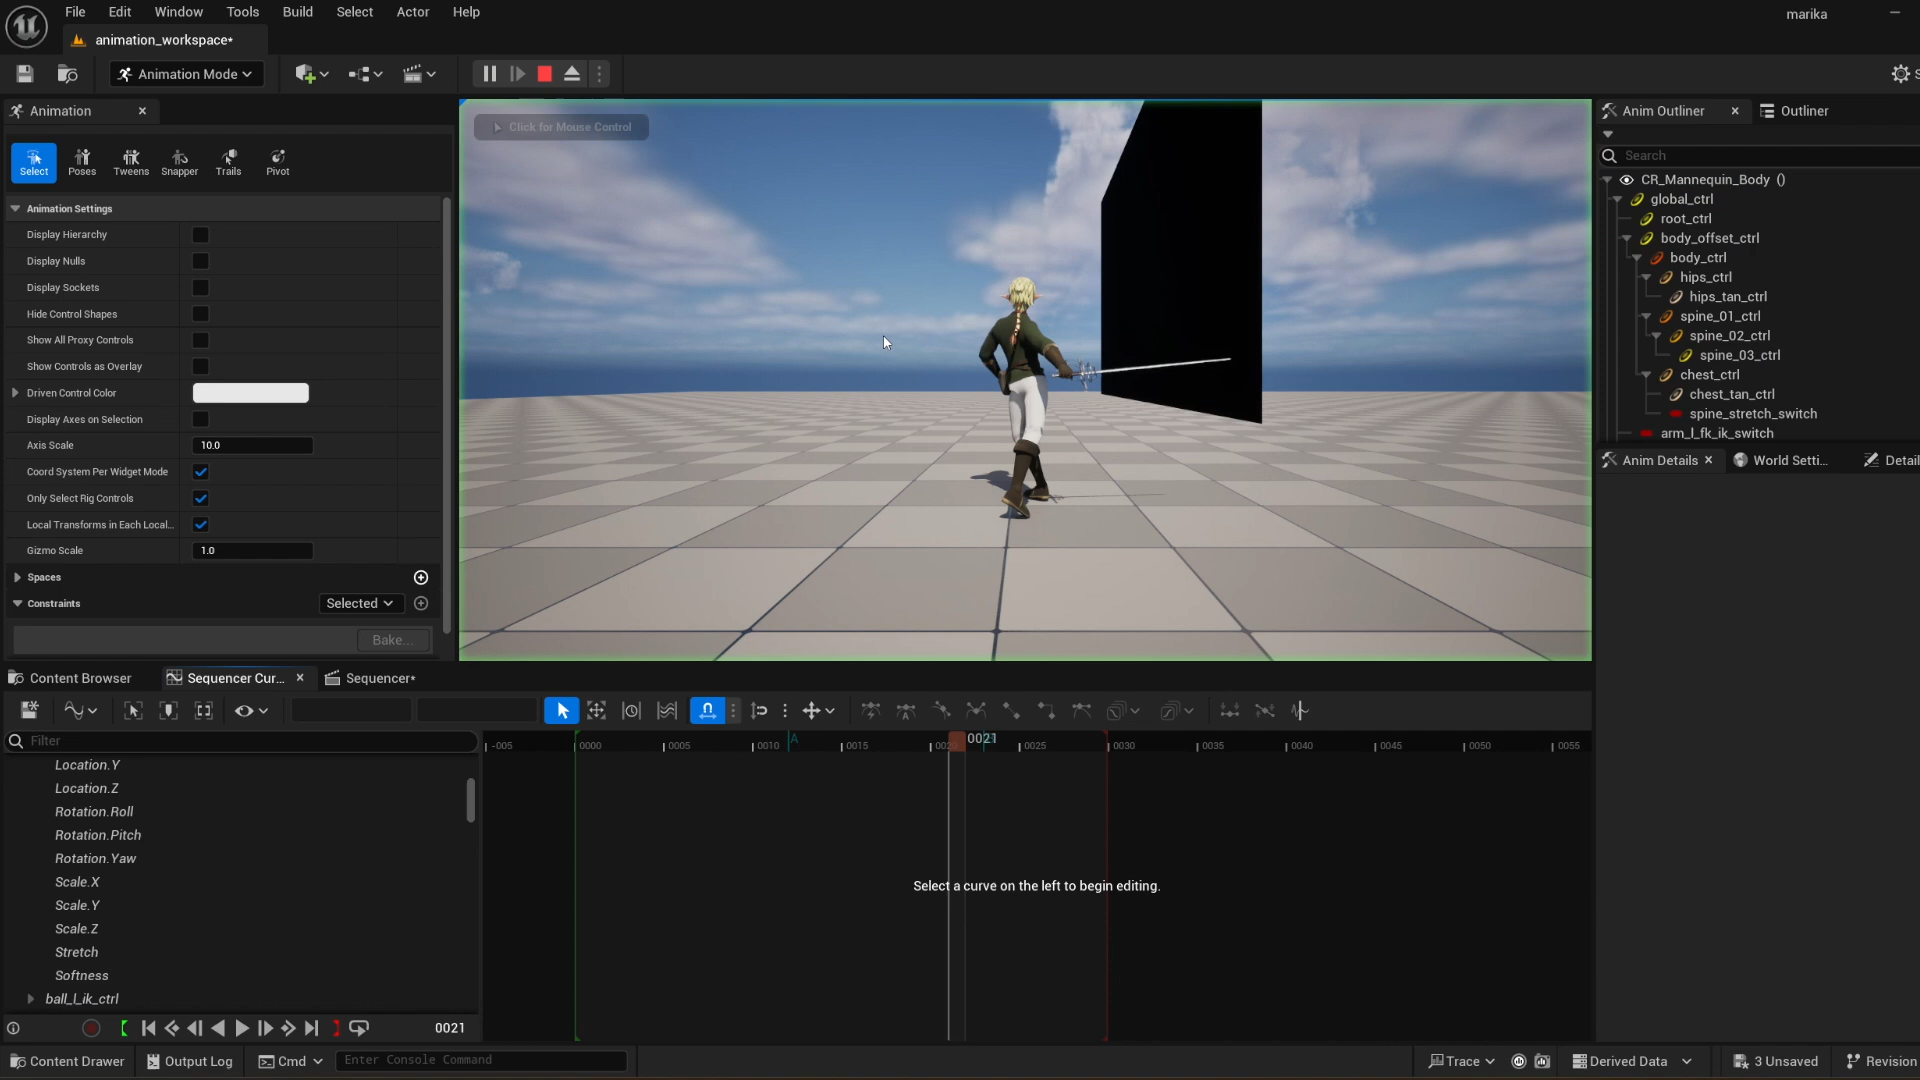 File Edit Window Tools Build Select Actor Help
marika
animation_workspace*
Animation Mode
Animation
Click for Mouse Control
Anim Outliner
Outliner
Select Poses Tweens Snapper Trails Pivot
Search
Animation Settings
Display Hierarchy
Display Nulls
Display Sockets
Hide Control Shapes
Show All Proxy Controls
Show Controls as Overlay
Driven Control Color
Display Axes on Selection
Axis Scale 10.0
Coord System Per Widget Mode
Only Select Rig Controls
Local Transforms in Each Local...
Gizmo Scale 1.0
Spaces
Constraints Selected
Bake...
CR_Mannequin_Body ()
global_ctrl
root_ctrl
body_offset_ctrl
body_ctrl
hips_ctrl
hips_tan_ctrl
spine_01_ctrl
spine_02_ctrl
spine_03_ctrl
chest_ctrl
chest_tan_ctrl
spine_stretch_switch
arm_l_fk_ik_switch
Anim Details
World Setti...
Detail
Content Browser
Sequencer Cur...
Sequencer*
Filter
-005 0000 0005 0010 A 0015 0021 0025 0030 0035 0040 0045 0050 0055
Location.Y
Location.Z
Rotation.Roll
Rotation.Pitch
Rotation.Yaw
Scale.X
Scale.Y
Scale.Z
Stretch
Softness
ball_l_ik_ctrl
Select a curve on the left to begin editing.
0021
Content Drawer
Output Log
Cmd
Enter Console Command
Trace
Derived Data
3 Unsaved
Revision